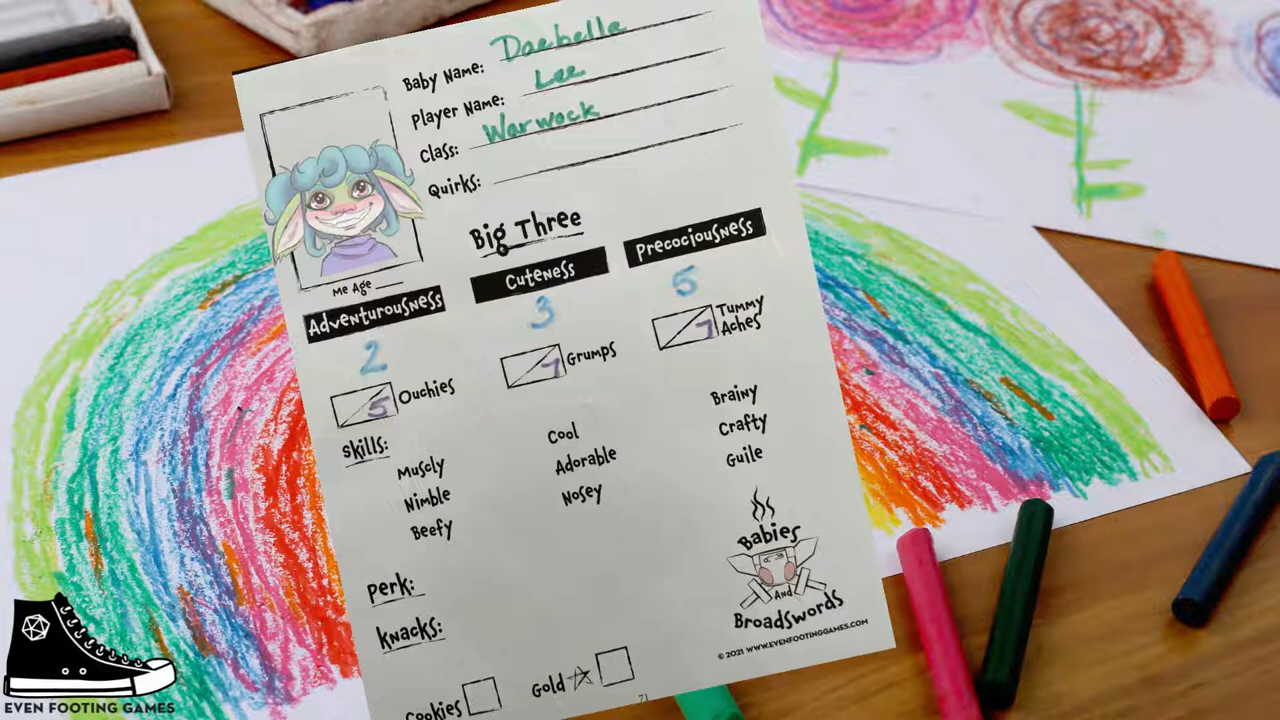 Baby Name: Daebelle
Player Name: Lee
Class: Warwock
Quirks:
Me Age
Big Three
Adventurousness
Cuteness
Precociousness
2
3
5
5 Ouchies
7 Grumps
7 Tummy Aches
Skills:
Muscly
Nimble
Beefy
Cool
Adorable
Nosey
Brainy
Crafty
Guile
Perk:
Knacks:
Cookies
Gold
Babies
And
Broadswords
© 2021 www.evenfootinggames.com
21
EVEN FOOTING GAMES